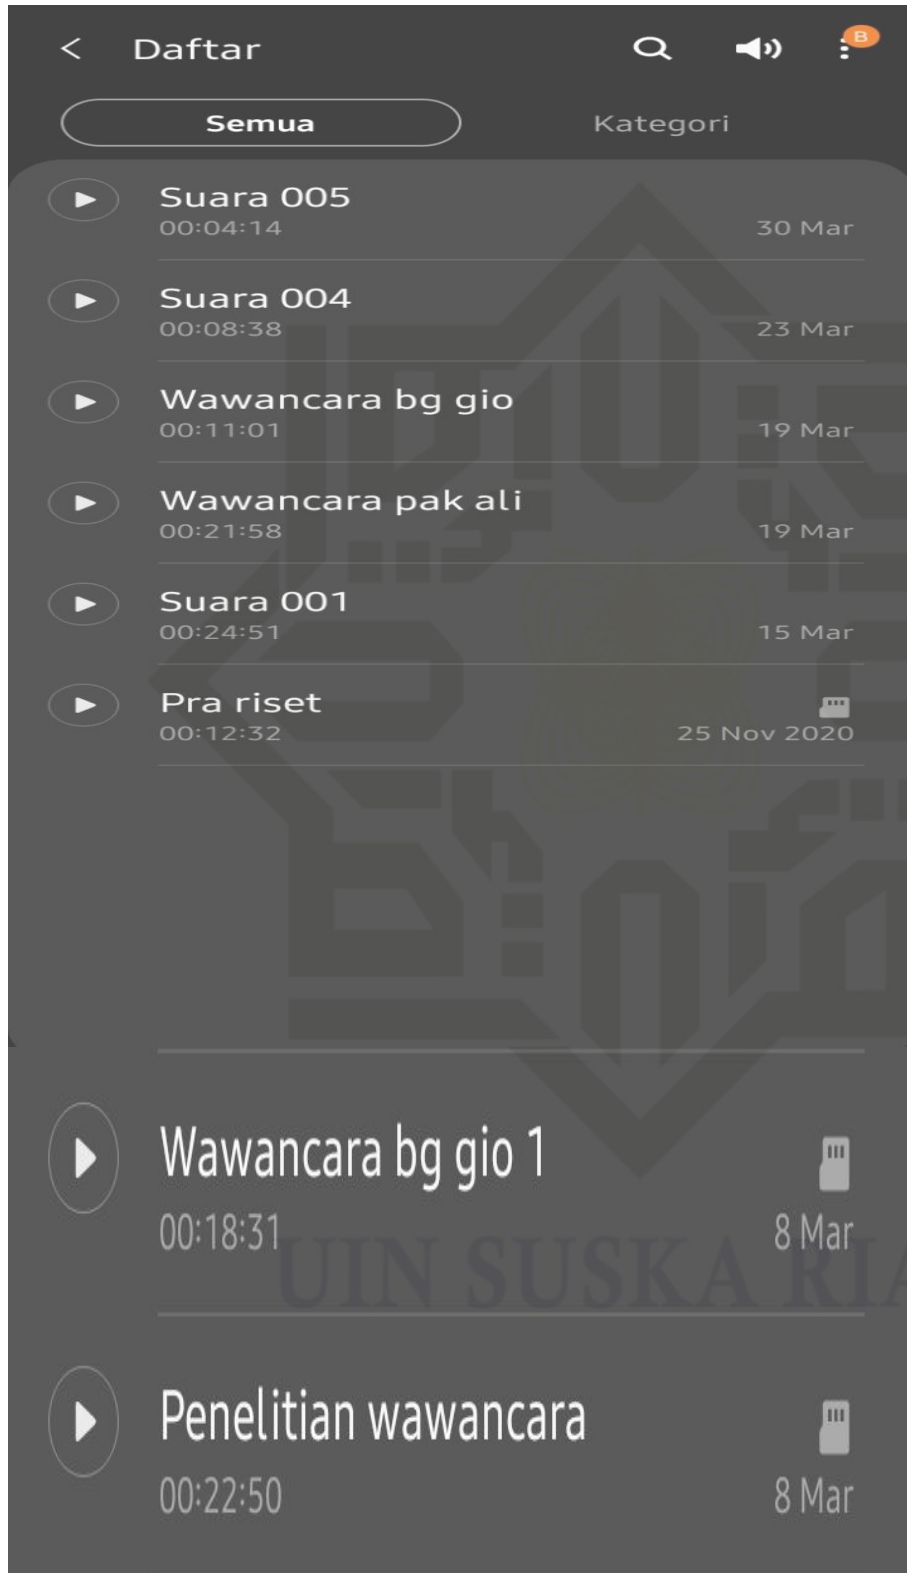 Daftar
B
Semua Kategori
Suara 005
00:04:14 30 Mar
Suara 004
00:08:38 23 Mar
Wawancara bg gio
00:11:01 19 Mar
Wawancara pak ali
00:21:58 19 Mar
Suara 001
00:24:51 15 Mar
Pra riset
00:12:32 25 Nov 2020
Wawancara bg gio 1
00:18:31 8 Mar
UIN SUSKA RIA
Penelitian wawancara
00:22:50 8 Mar